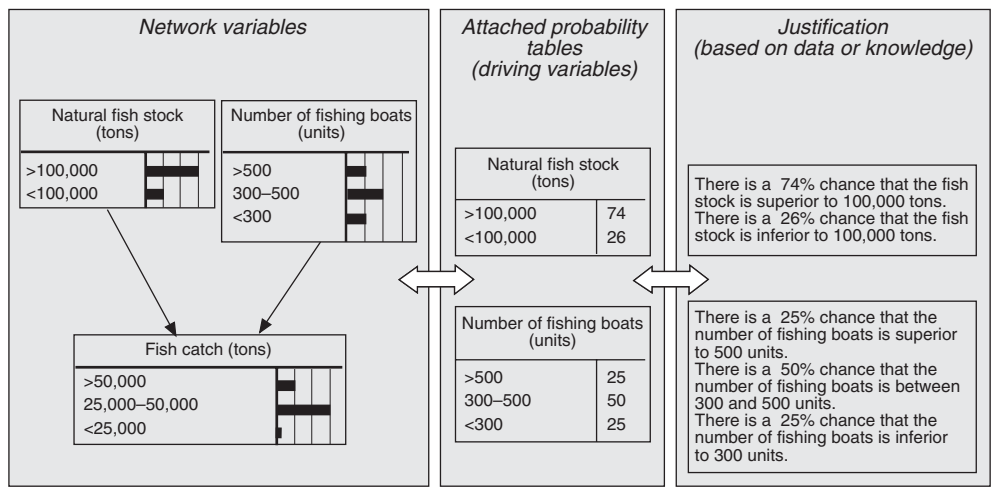 Network variables
Natural fish stock
(tons)
>100,000
<100,000
Number of fishing boats
(units)
>500
300–500
<300
Fish catch (tons)
>50,000
25,000–50,000
<25,000
Attached probability
tables
(driving variables)
Natural fish stock
(tons)
>100,000 74
<100,000 26
Number of fishing boats
(units)
>500 25
300–500 50
<300 25
Justification
(based on data or knowledge)
There is a 74% chance that the fish
stock is superior to 100,000 tons.
There is a 26% chance that the fish
stock is inferior to 100,000 tons.
There is a 25% chance that the
number of fishing boats is superior
to 500 units.
There is a 50% chance that the
number of fishing boats is between
300 and 500 units.
There is a 25% chance that the
number of fishing boats is inferior
to 300 units.